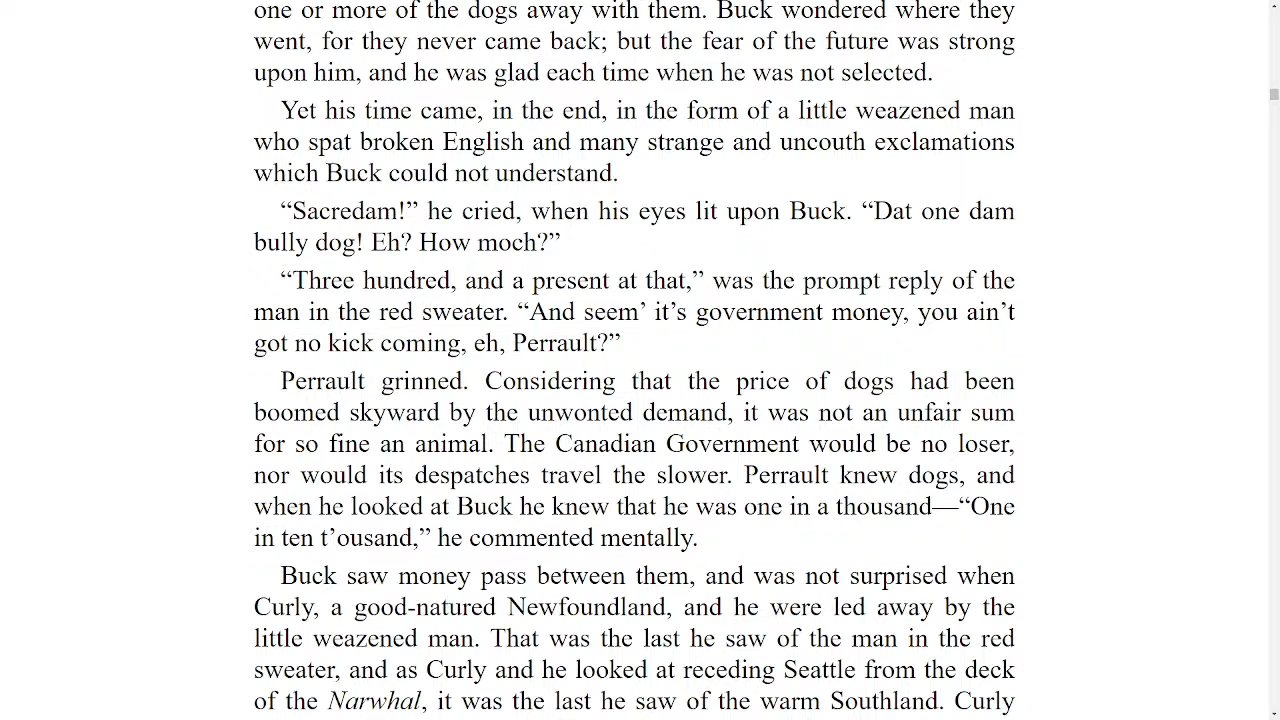 one or more of the dogs away with them. Buck wondered where they
went, for they never came back; but the fear of the future was strong
upon him, and he was glad each time when he was not selected.
Yet his time came, in the end, in the form of a little weazened man
who spat broken English and many strange and uncouth exclamations
which Buck could not understand.
“Sacredam!” he cried, when his eyes lit upon Buck. “Dat one dam
bully dog! Eh? How moch?”
“Three hundred, and a present at that,” was the prompt reply of the
man in the red sweater. “And seem’ it’s government money, you ain’t
got no kick coming, eh, Perrault?”
Perrault grinned. Considering that the price of dogs had been
boomed skyward by the unwonted demand, it was not an unfair sum
for so fine an animal. The Canadian Government would be no loser,
nor would its despatches travel the slower. Perrault knew dogs, and
when he looked at Buck he knew that he was one in a thousand—“One
in ten t’ousand,” he commented mentally.
Buck saw money pass between them, and was not surprised when
Curly, a good-natured Newfoundland, and he were led away by the
little weazened man. That was the last he saw of the man in the red
sweater, and as Curly and he looked at receding Seattle from the deck
of the Narwhal, it was the last he saw of the warm Southland. Curly